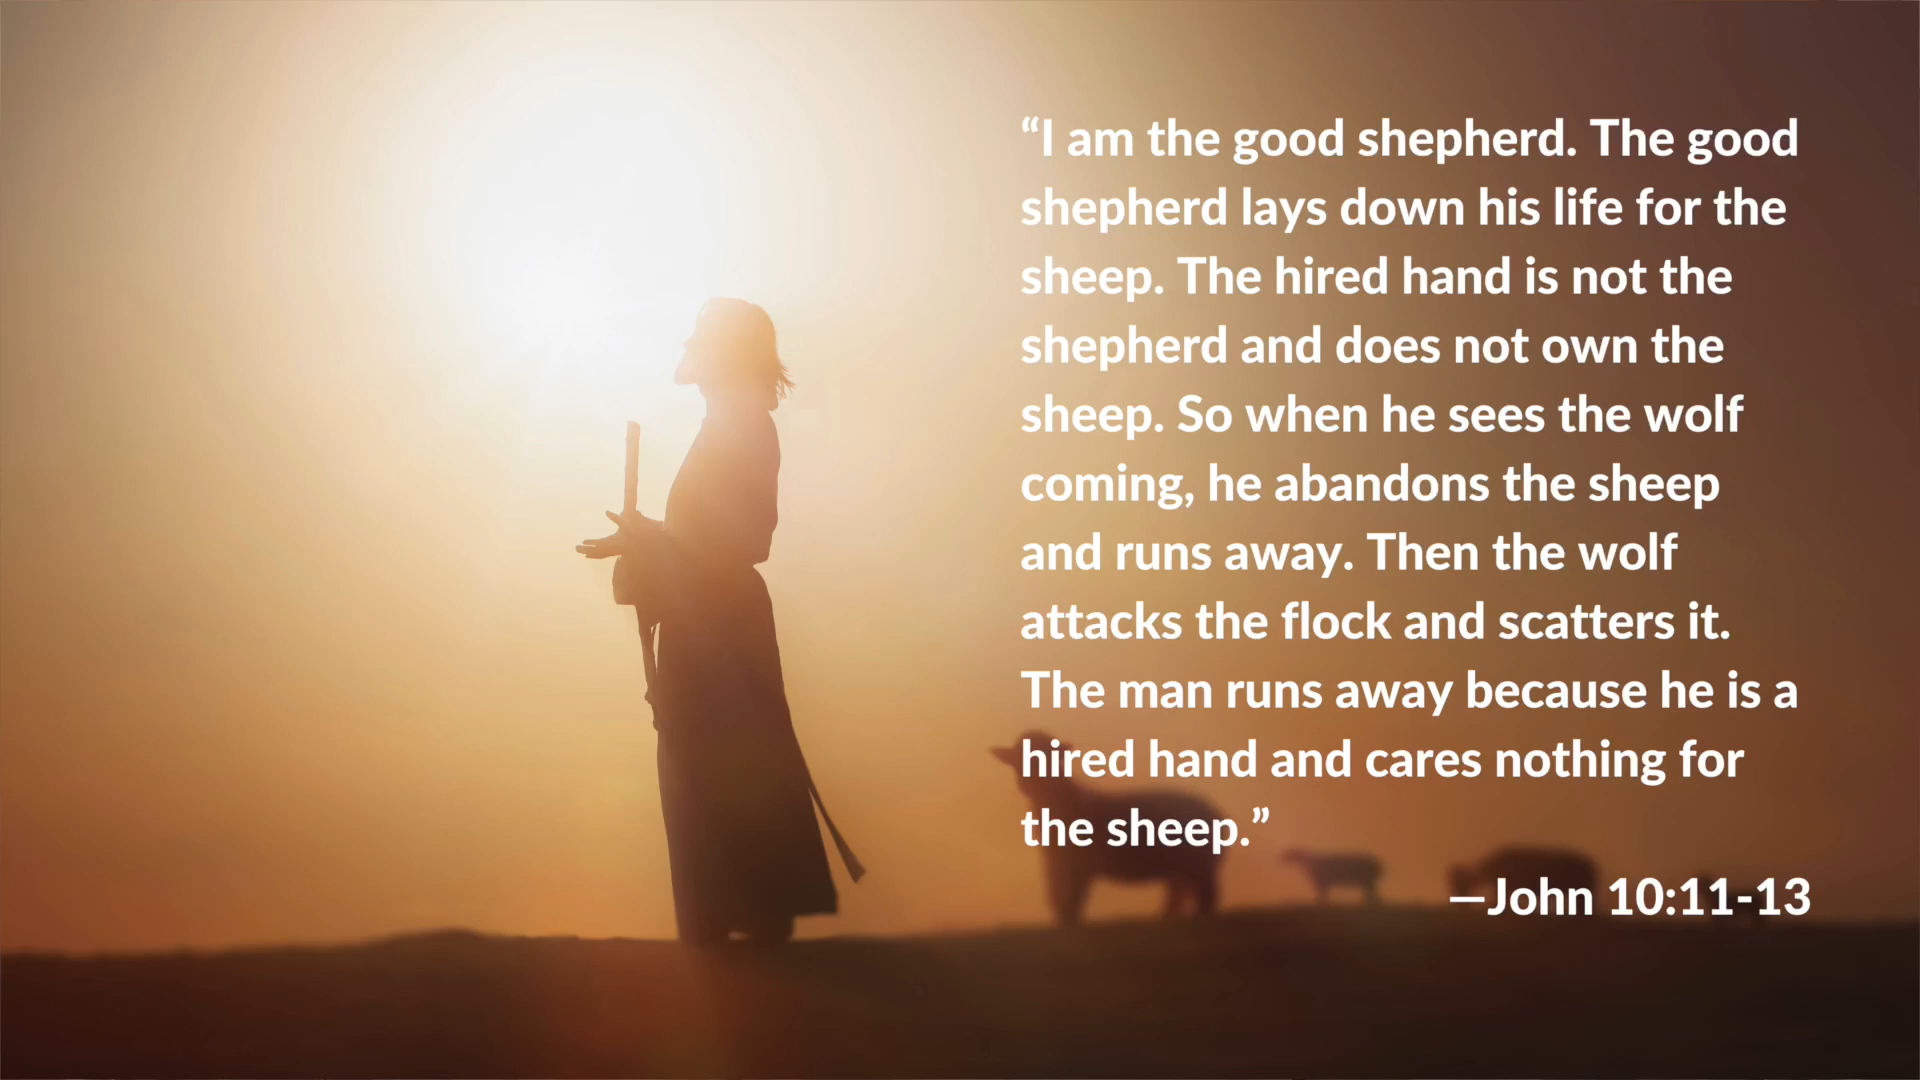 “I am the good shepherd. The good
shepherd lays down his life for the
sheep. The hired hand is not the
shepherd and does not own the
sheep. So when he sees the wolf
coming, he abandons the sheep
and runs away. Then the wolf
attacks the flock and scatters it.
The man runs away because he is a
hired hand and cares nothing for
the sheep.”
—John 10:11-13